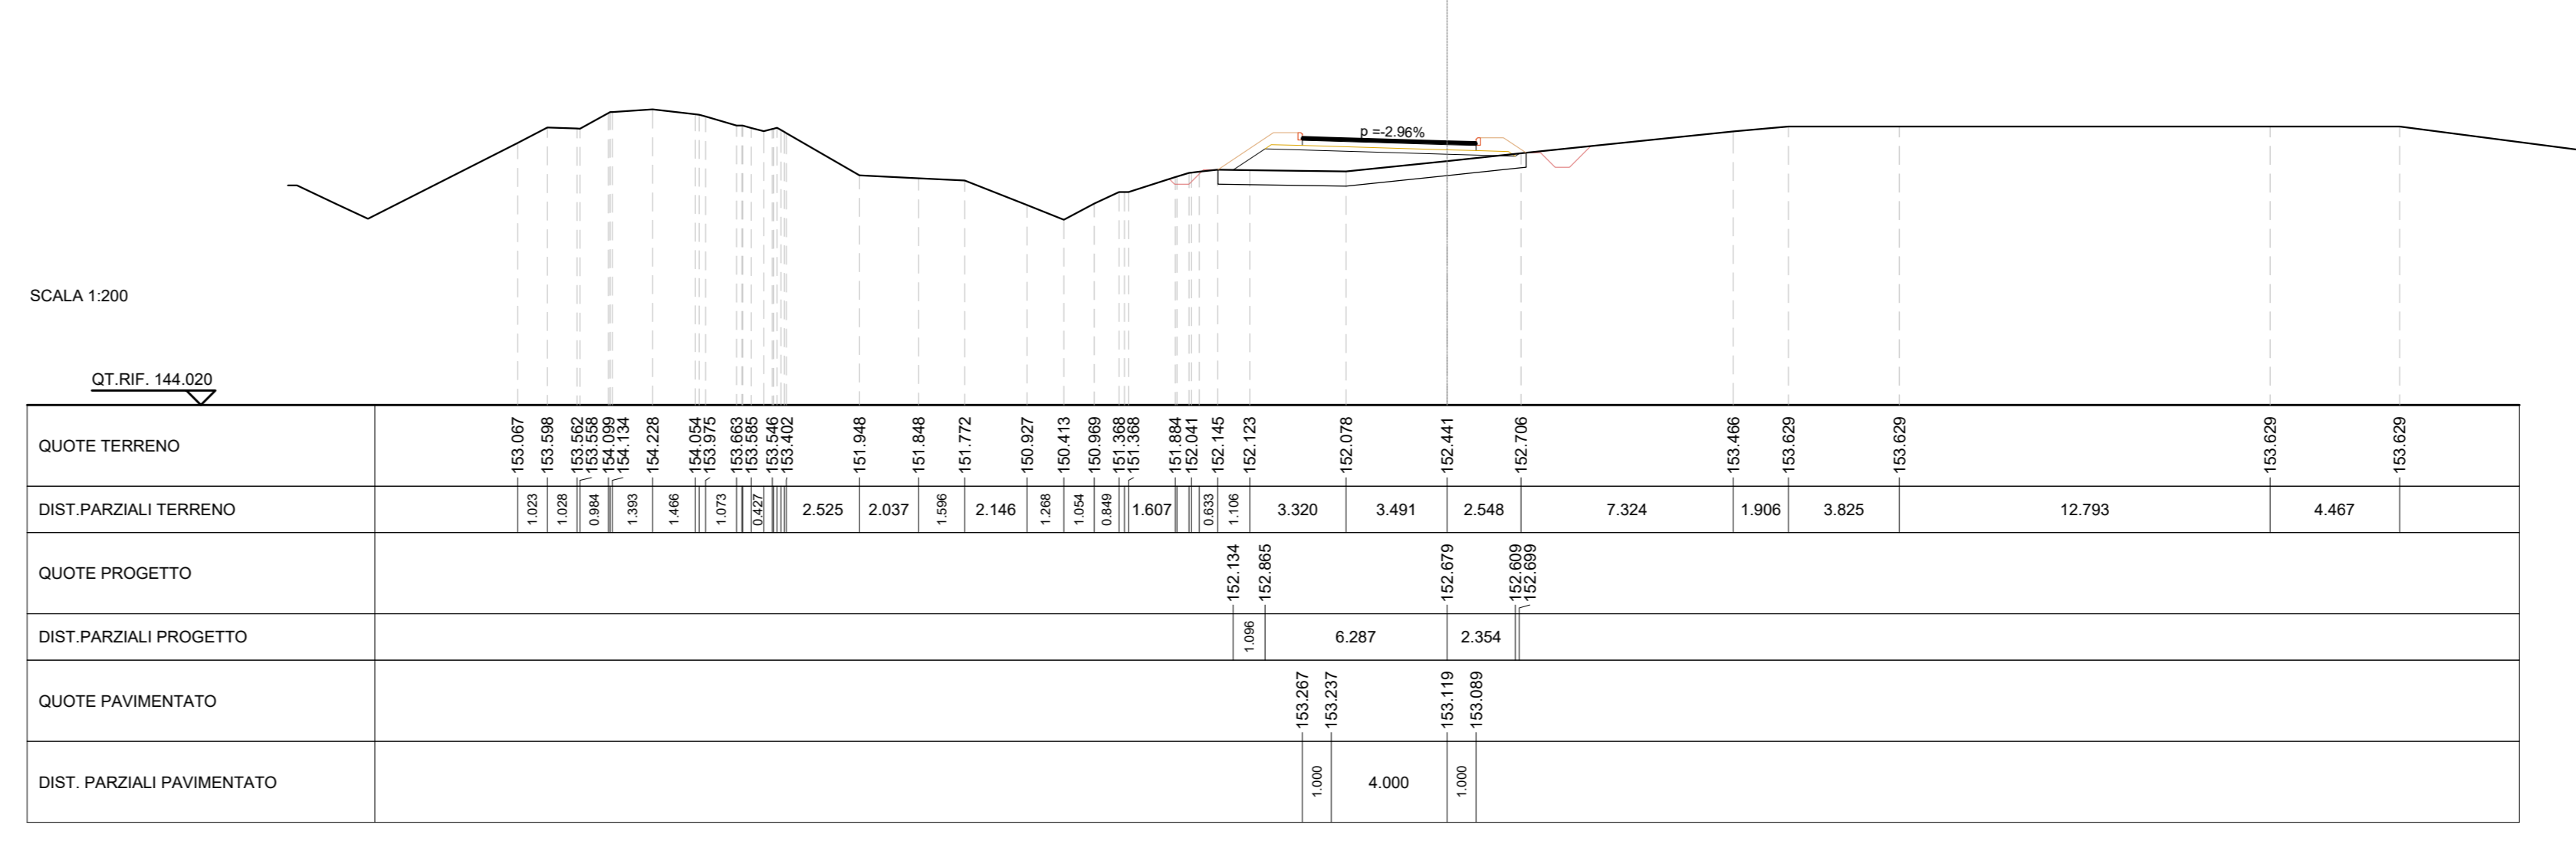 p =-2.96%
SCALA 1:200
QT.RIF. 144.020
QUOTE TERRENO 153.067 153.598 153.562 153.558 154.099 154.134 154.228 154.054 153.975 153.663 153.585 153.546 153.402 151.948 151.848 151.772 150.927 150.413 150.969 151.368 151.368 151.884 152.041 152.145 152.123 152.078 152.441 152.706 153.466 153.629 153.629 153.629 153.629
DIST.PARZIALI TERRENO 1.023 1.028 0.984 1.393 1.466 1.073 0.427 2.525 2.037 1.596 2.146 1.268 1.054 0.849 1.607 0.633 1.106 3.320 3.491 2.548 7.324 1.906 3.825 12.793 4.467
QUOTE PROGETTO 152.134 152.865 152.679 152.609 152.699
DIST.PARZIALI PROGETTO 1.096 6.287 2.354
QUOTE PAVIMENTATO 153.267 153.237 153.119 153.089
DIST. PARZIALI PAVIMENTATO 1.000 4.000 1.000